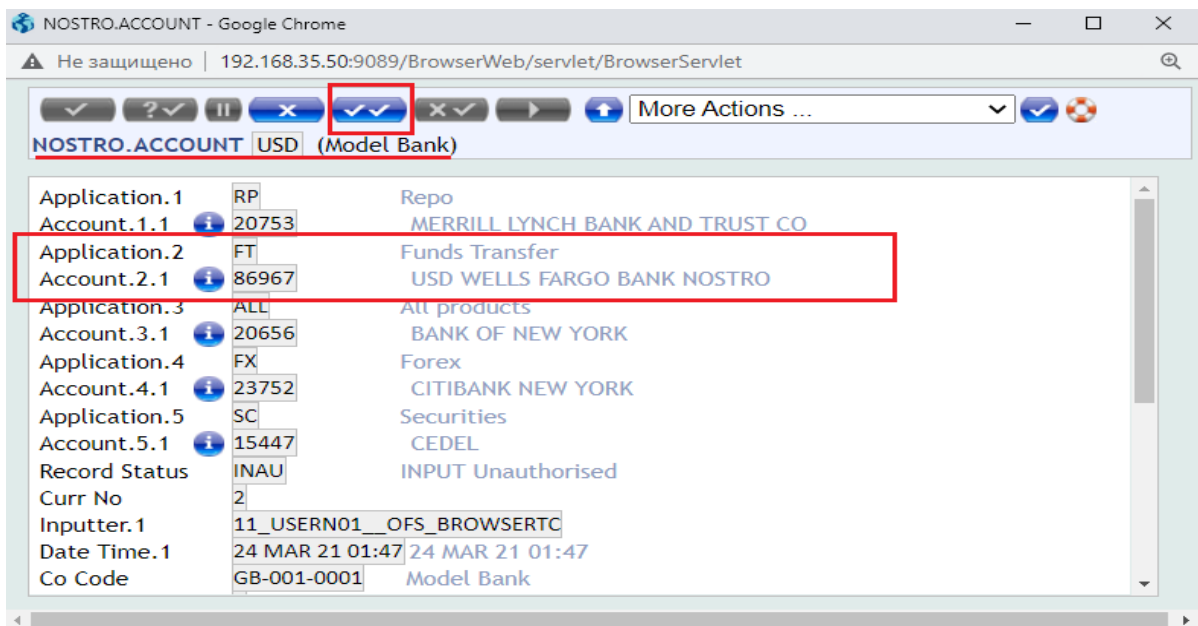 NOSTRO.ACCOUNT - Google Chrome
Не защищено | 192.168.35.50:9089/BrowserWeb/servlet/BrowserServlet
More Actions ...
NOSTRO.ACCOUNT USD (Model Bank)
Application.1 RP Repo
Account.1.1 20753 MERRILL LYNCH BANK AND TRUST CO
Application.2 FT Funds Transfer
Account.2.1 86967 USD WELLS FARGO BANK NOSTRO
Application.3 ALL All products
Account.3.1 20656 BANK OF NEW YORK
Application.4 FX Forex
Account.4.1 23752 CITIBANK NEW YORK
Application.5 SC Securities
Account.5.1 15447 CEDEL
Record Status INAU INPUT Unauthorised
Curr No 2
Inputter.1 11_USERN01__OFS_BROWSERTC
Date Time.1 24 MAR 21 01:47 24 MAR 21 01:47
Co Code GB-001-0001 Model Bank